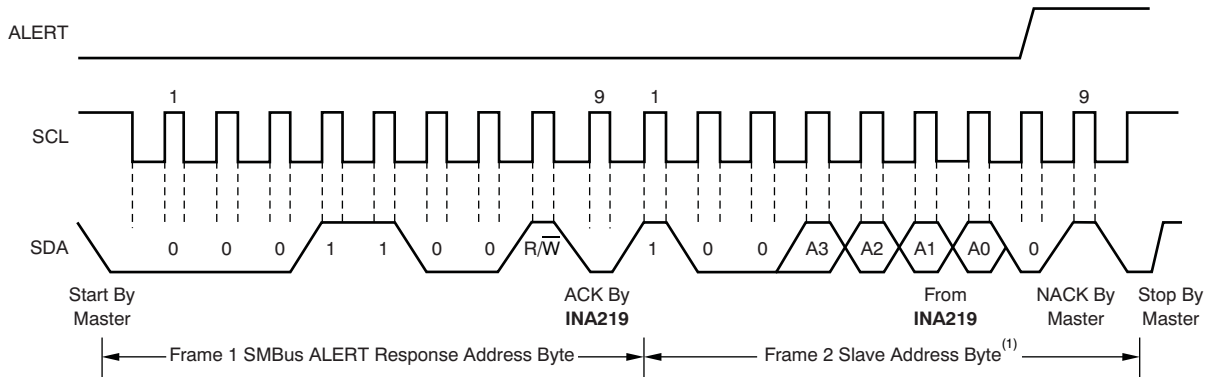 ALERT
1 9 1 9
SCL
SDA
0 0 0 1 1 0 0 R/W 1 0 0 A3 A2 A1 A0 0
Start By
Master
ACK By
INA219
From
INA219
NACK By
Master
Stop By
Master
Frame 1 SMBus ALERT Response Address Byte
Frame 2 Slave Address Byte(1)